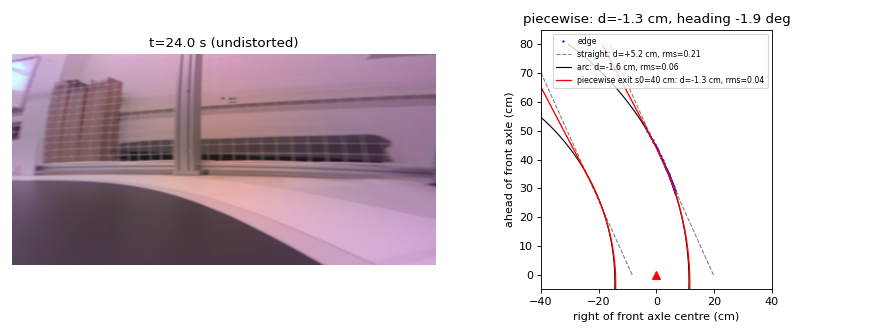 t=24.0 s (undistorted)
piecewise: d=-1.3 cm, heading -1.9 deg
edge
straight: d=+5.2 cm, rms=0.21
arc: d=-1.6 cm, rms=0.06
piecewise exit s0=40 cm: d=-1.3 cm, rms=0.04
ahead of front axle (cm)
80
70
60
50
40
30
20
10
0
−40
−20
0
20
40
right of front axle centre (cm)